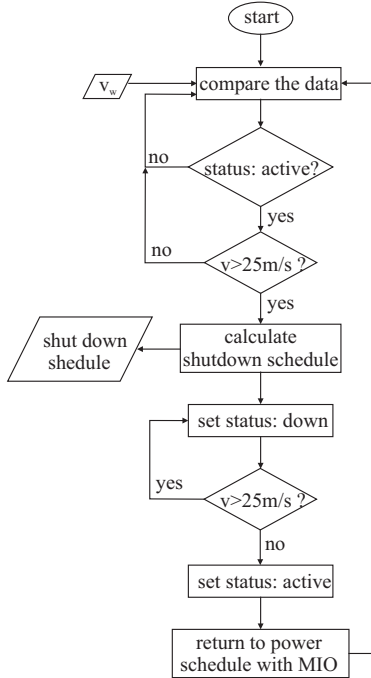 start
v_w
compare the data
no
status: active?
yes
no
v>25m/s ?
yes
shut down
shedule
calculate
shutdown schedule
set status: down
yes
v>25m/s ?
no
set status: active
return to power
schedule with MIO